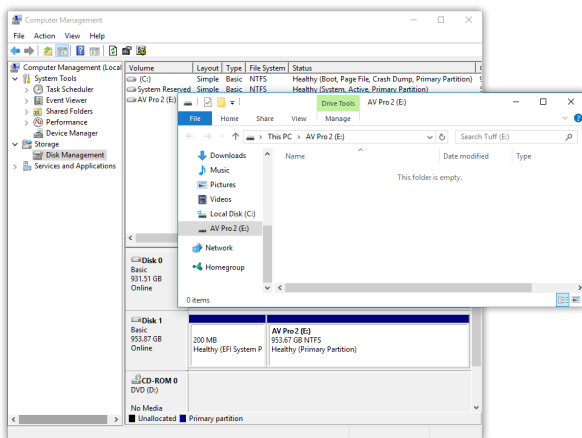 Computer Management
File Action View Help
Computer Management (Local
System Tools
Task Scheduler
Event Viewer
Shared Folders
Performance
Device Manager
Storage
Disk Management
Services and Applications
Volume Layout Type File System Status
(C:) Simple Basic NTFS Healthy (Boot, Page File, Crash Dump, Primary Partition)
System Reserved Simple Basic NTFS Healthy (System, Active, Primary Partition)
AV Pro 2 (E:)
Drive Tools AV Pro 2 (E:)
File Home Share View Manage
This PC > AV Pro 2 (E:) Search Tuff (E:)
Downloads
Music
Pictures
Videos
Local Disk (C:)
AV Pro 2 (E:)
Network
Homegroup
Name Date modified Type
This folder is empty.
0 items
Disk 0
Basic
931.51 GB
Online
Disk 1
Basic
953.87 GB
Online
200 MB
Healthy (EFI System P
AV Pro 2 (E:)
953.67 GB NTFS
Healthy (Primary Partition)
CD-ROM 0
DVD (D:)
No Media
Unallocated Primary partition